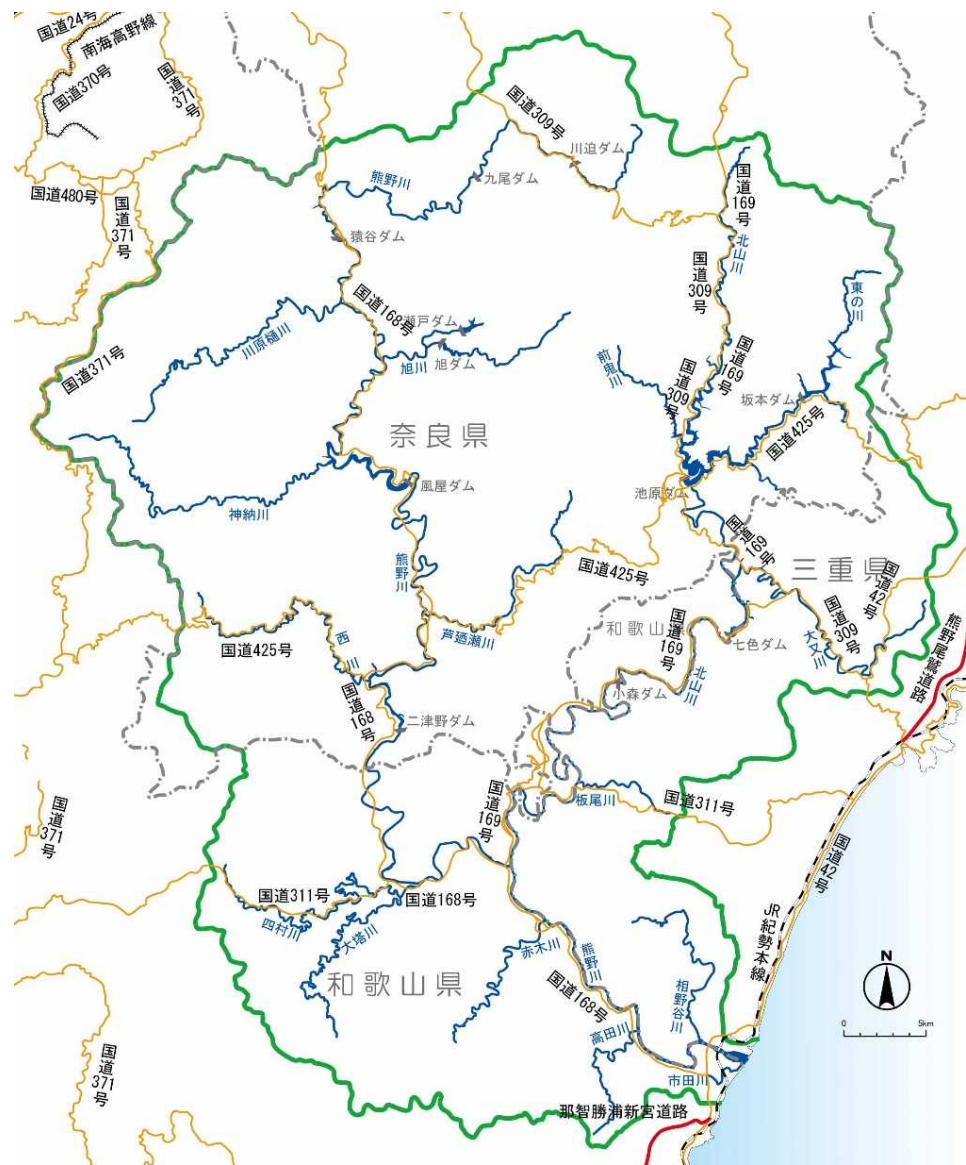 国道24号
南海高野線
国道370号
国道371号
国道309号
川迫ダム
熊野川
九尾ダム
国道169号
国道480号
国道371号
猿谷ダム
北山川
国道309号
東の川
国道168号
瀬戸ダム
川原樋川
旭川
旭ダム
前鬼川
国道169号
国道309号
国道371号
坂本ダム
奈良県
国道425号
風屋ダム
池原ダム
神納川
国道169号
熊野川
国道425号
三重県
国道42号
芦廼瀬川
和歌山
国道169号
七色ダム
大又川
国道309号
熊野尾鷲道路
国道425号
西川
北山川
小森ダム
国道168号
二津野ダム
国道169号
板尾川
国道311号
国道371号
国道42号
国道311号
国道168号
四村川
大塔川
赤木川
熊野川
JR紀勢本線
和歌山県
国道168号
相野谷川
N
高田川
0
5km
国道371号
市田川
那智勝浦新宮道路